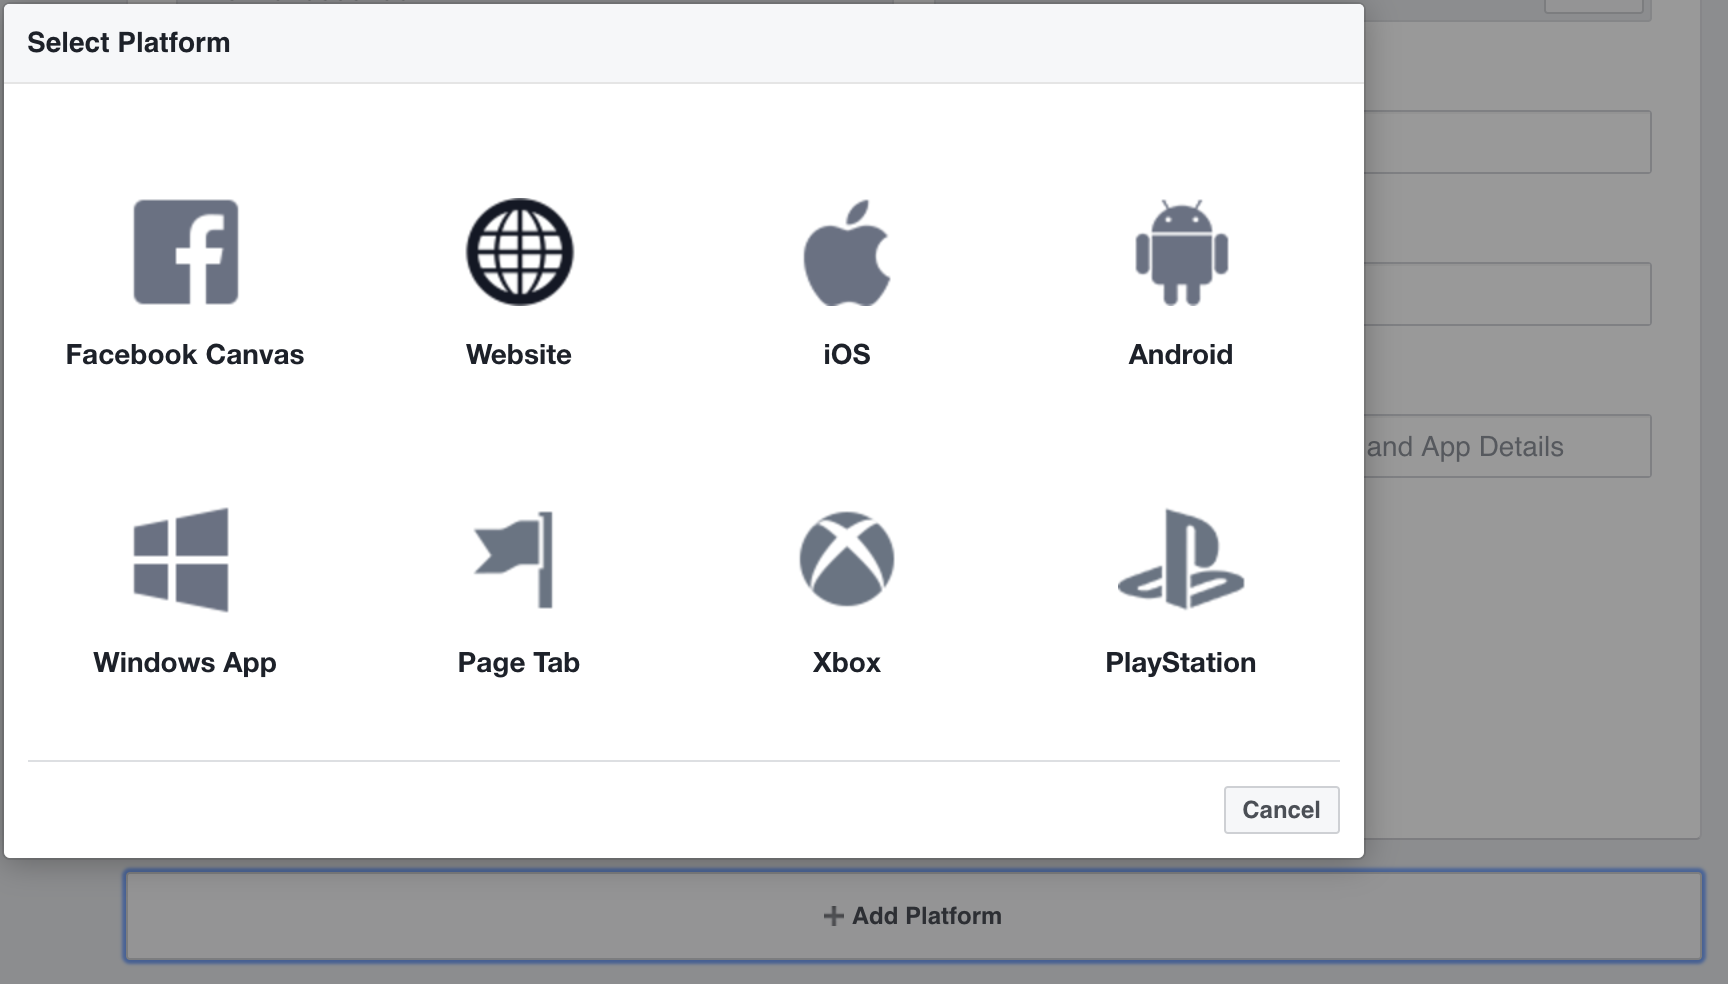 Select Platform
Facebook Canvas
Website
iOS
Android
and App Details
Windows App
Page Tab
Xbox
PlayStation
Cancel
+ Add Platform